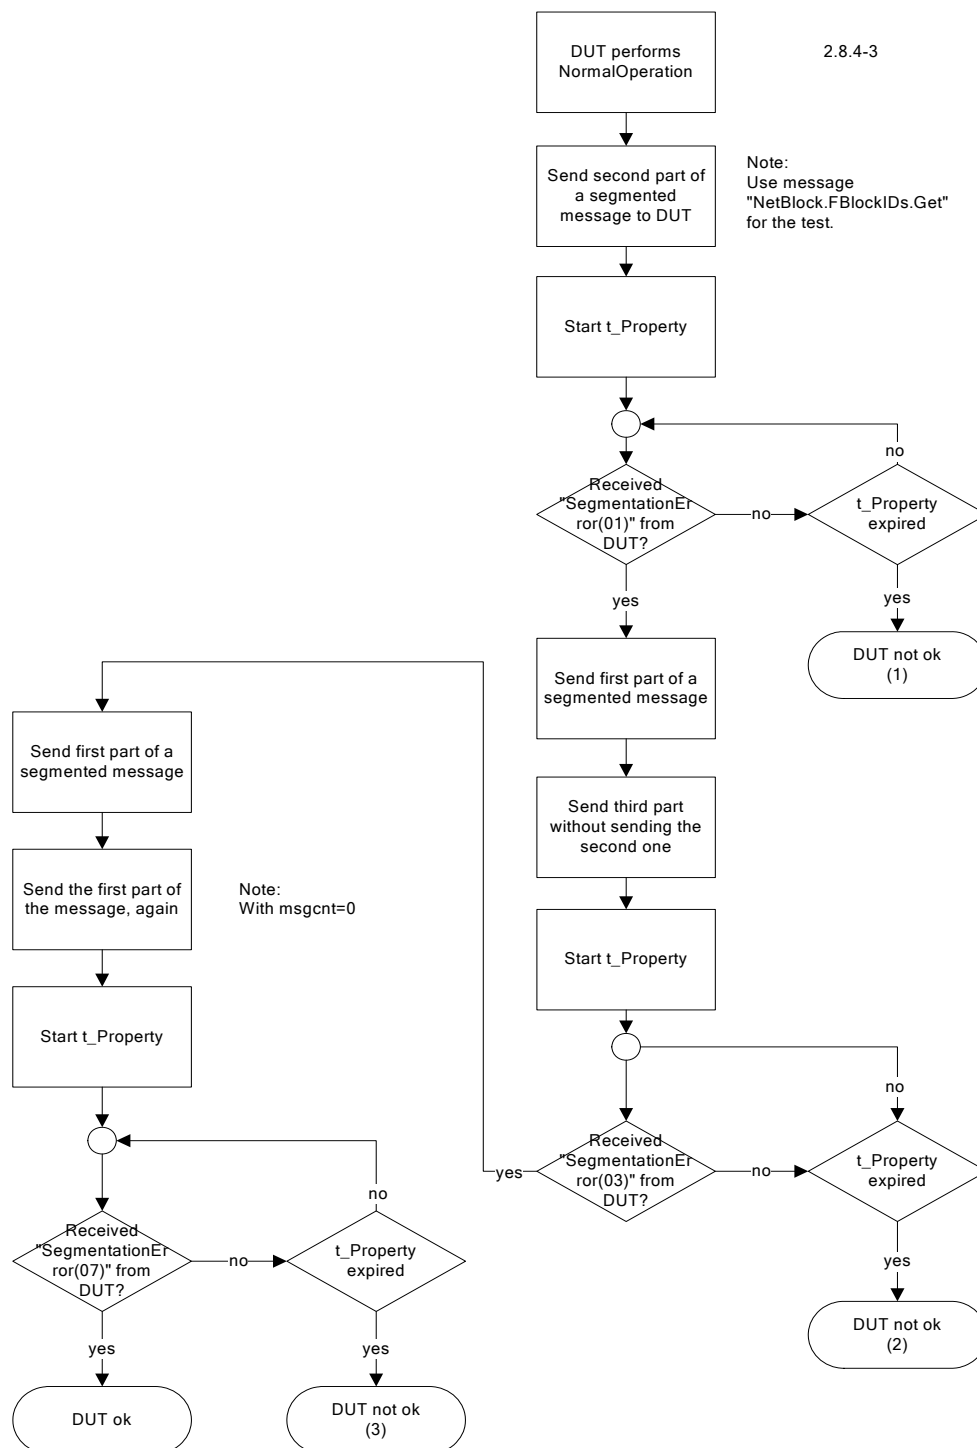 DUT performs
NormalOperation
2.8.4-3
Send second part of
a segmented
message to DUT
Note:
Use message
"NetBlock.FBlockIDs.Get"
for the test.
Start t_Property
no
Received
"SegmentationEr
ror(01)" from
DUT?
no
t_Property
expired
yes
yes
DUT not ok
(1)
Send first part of a
segmented message
Send third part
without sending the
second one
Start t_Property
no
Received
"SegmentationEr
ror(03)" from
DUT?
yes
no
t_Property
expired
yes
DUT not ok
(2)
Send first part of a
segmented message
Send the first part of
the message, again
Note:
With msgcnt=0
Start t_Property
no
Received
"SegmentationEr
ror(07)" from
DUT?
no
t_Property
expired
yes
yes
DUT ok
DUT not ok
(3)